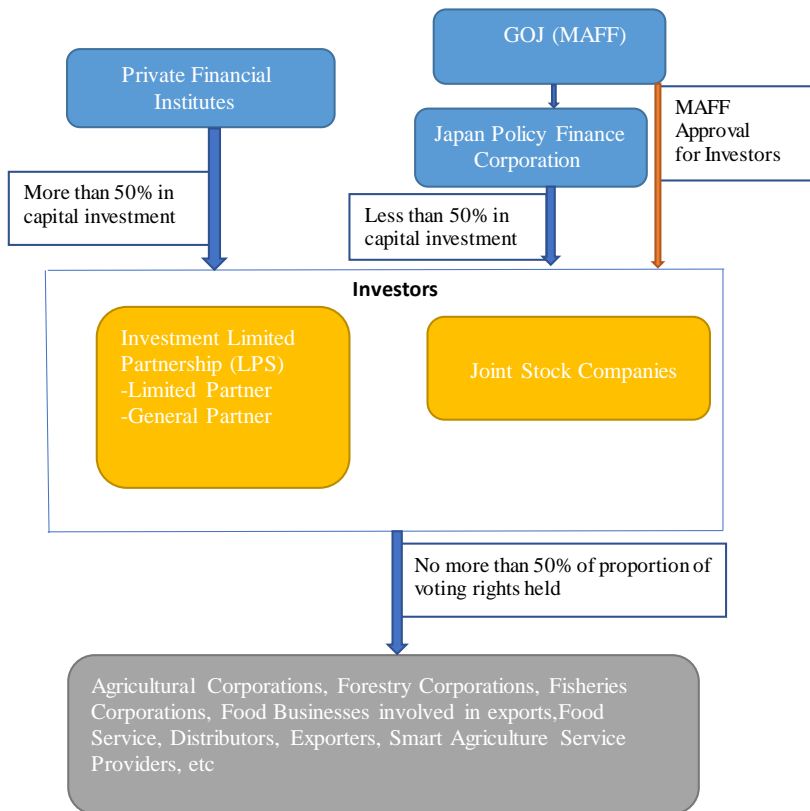 GOJ (MAFF)
Private Financial
Institutes
MAFF
Approval
for Investors
Japan Policy Finance
Corporation
More than 50% in
capital investment
Less than 50% in
capital investment
Investors
Investment Limited
Partnership (LPS)
-Limited Partner
-General Partner
Joint Stock Companies
No more than 50% of proportion of
voting rights held
Agricultural Corporations, Forestry Corporations, Fisheries
Corporations, Food Businesses involved in exports,Food
Service, Distributors, Exporters, Smart Agriculture Service
Providers, etc